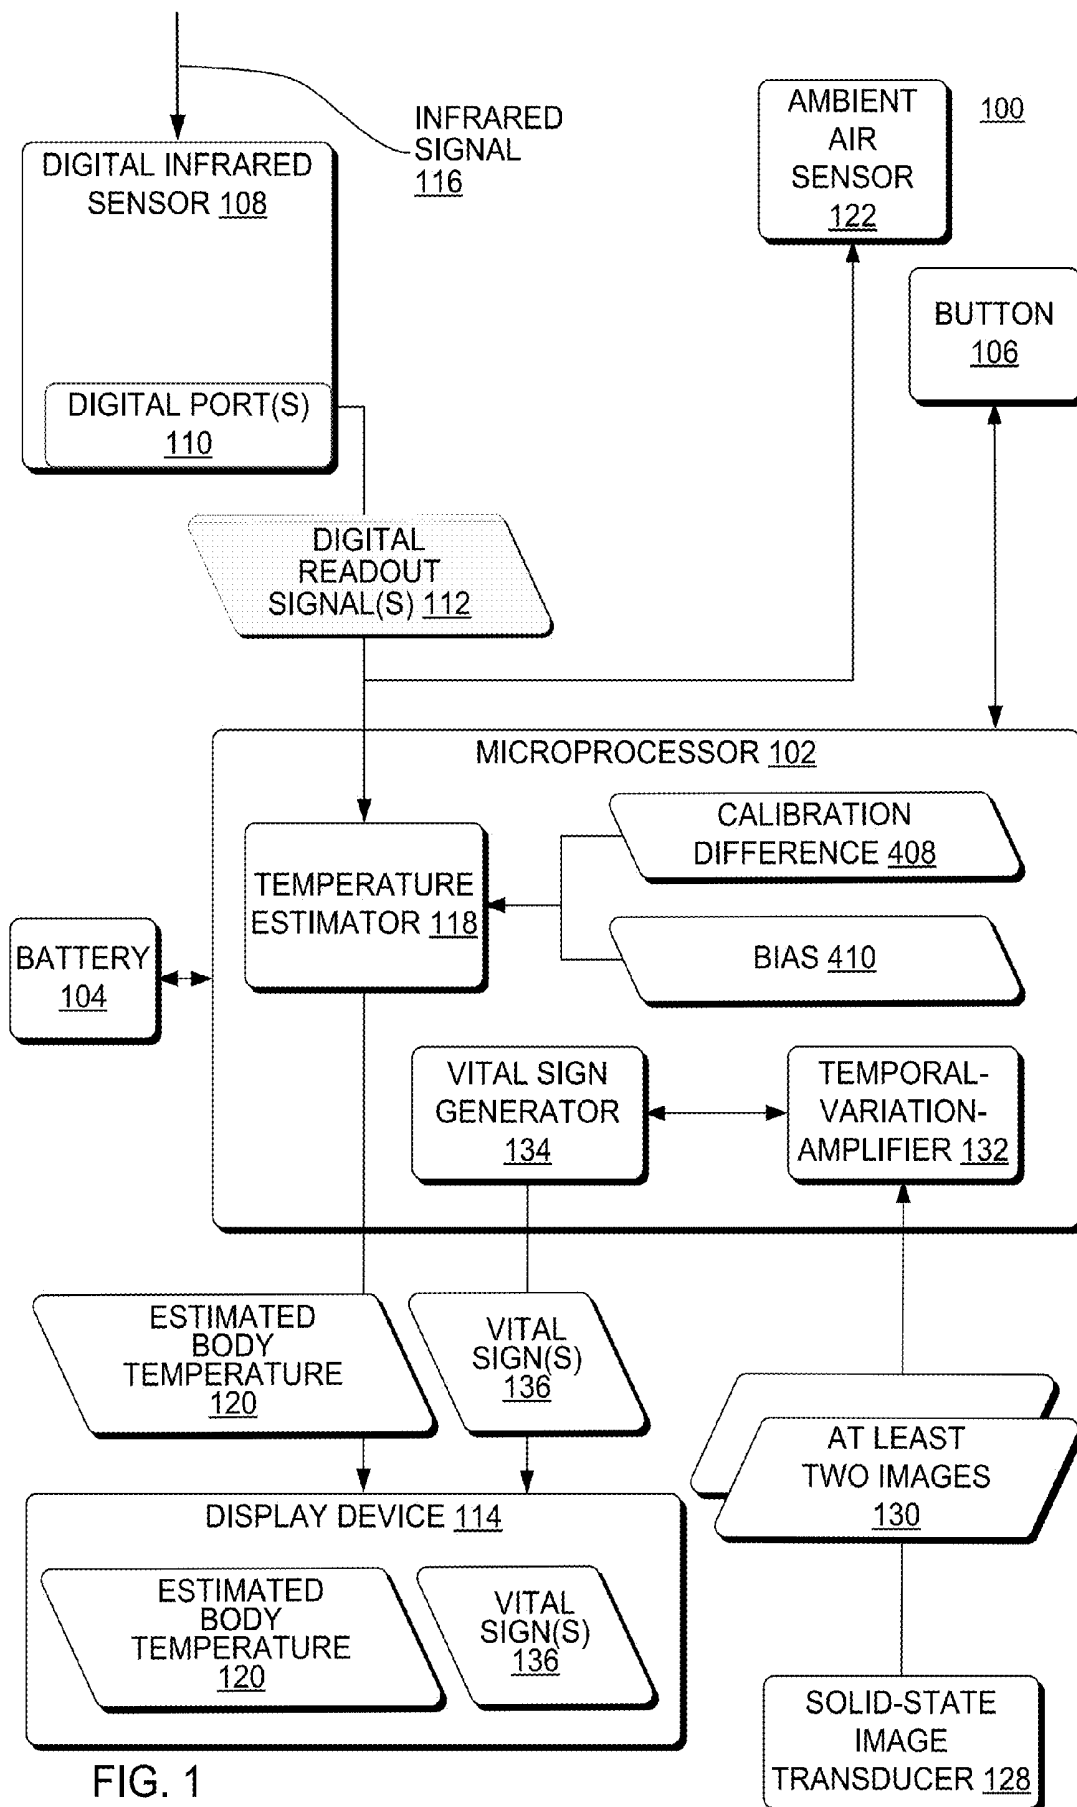 INFRARED
SIGNAL
116
DIGITAL INFRARED
SENSOR 108
DIGITAL PORT(S)
110
AMBIENT
AIR
SENSOR
122
100
BUTTON
106
DIGITAL
READOUT
SIGNAL(S) 112
MICROPROCESSOR 102
CALIBRATION
DIFFERENCE 408
TEMPERATURE
ESTIMATOR 118
BIAS 410
BATTERY
104
VITAL SIGN
GENERATOR
134
TEMPORAL-
VARIATION-
AMPLIFIER 132
ESTIMATED
BODY
TEMPERATURE
120
VITAL
SIGN(S)
136
AT LEAST
TWO IMAGES
130
DISPLAY DEVICE 114
ESTIMATED
BODY
TEMPERATURE
120
VITAL
SIGN(S)
136
SOLID-STATE
IMAGE
TRANSDUCER 128
FIG. 1